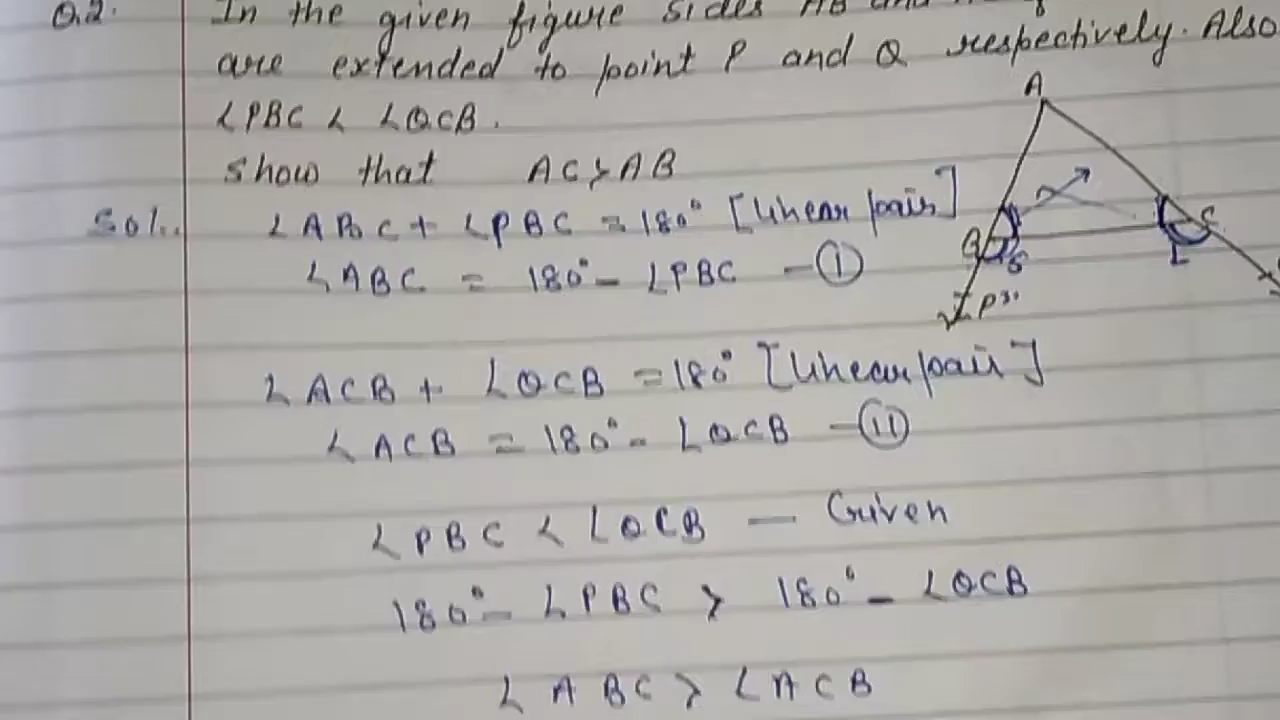 Q.2. In the given figure sides AB and
are extended to point P and Q respectively. Also
∠PBC < ∠QCB.
show that AC > AB
A
Sol.. ∠ABC + ∠PBC = 180° [Linear pair]
C
∠ABC = 180° - ∠PBC - (I)
B
P
∠ACB + ∠QCB = 180° [Linear pair]
∠ACB = 180° - ∠QCB - (II)
∠PBC < ∠QCB - Given
180° - ∠PBC > 180° - ∠QCB
∠ABC > ∠ACB